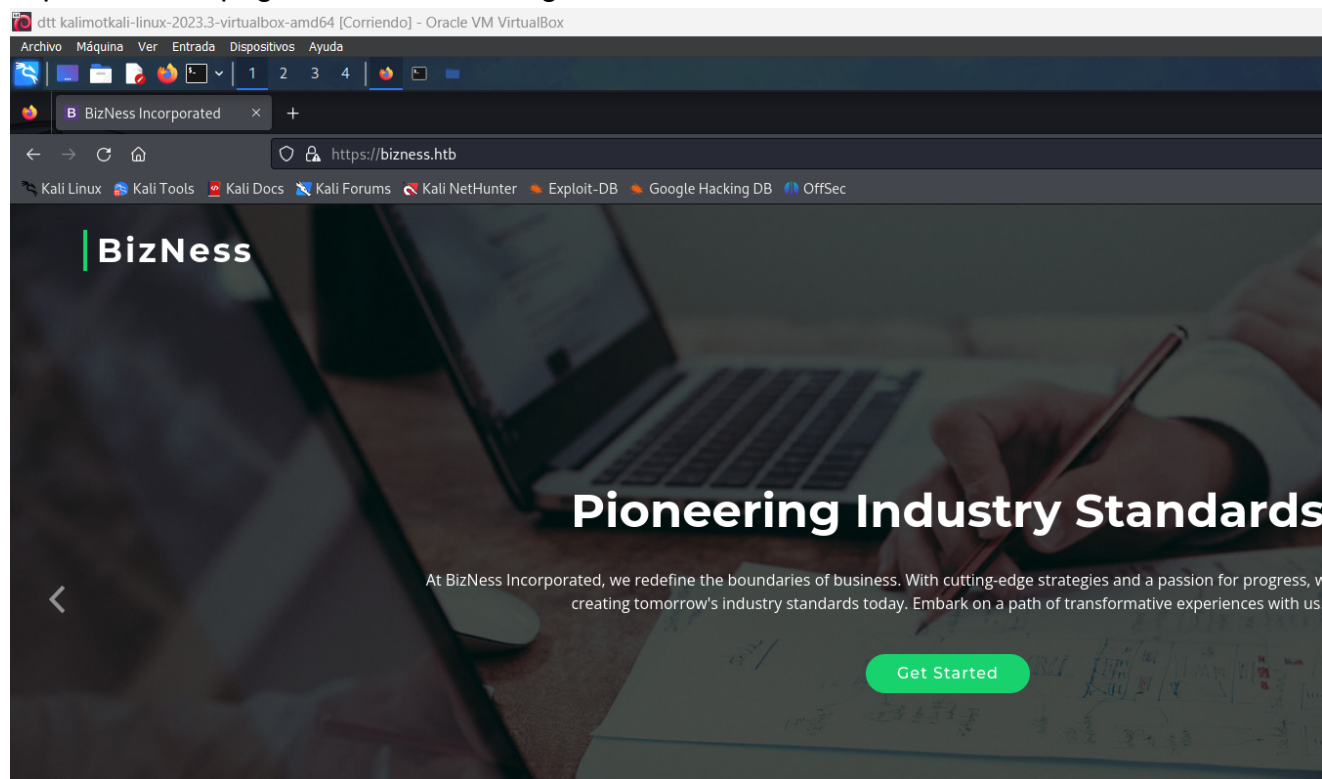 dtt kalimotkali-linux-2023.3-virtualbox-amd64 [Corriendo] - Oracle VM VirtualBox
Archivo Máquina Ver Entrada Dispositivos Ayuda
1 2 3 4
B BizNess Incorporated
https://bizness.htb
Kali Linux Kali Tools Kali Docs Kali Forums Kali NetHunter Exploit-DB Google Hacking DB OffSec
BizNess
Pioneering Industry Standards
At BizNess Incorporated, we redefine the boundaries of business. With cutting-edge strategies and a passion for progress,
creating tomorrow's industry standards today. Embark on a path of transformative experiences with us
Get Started